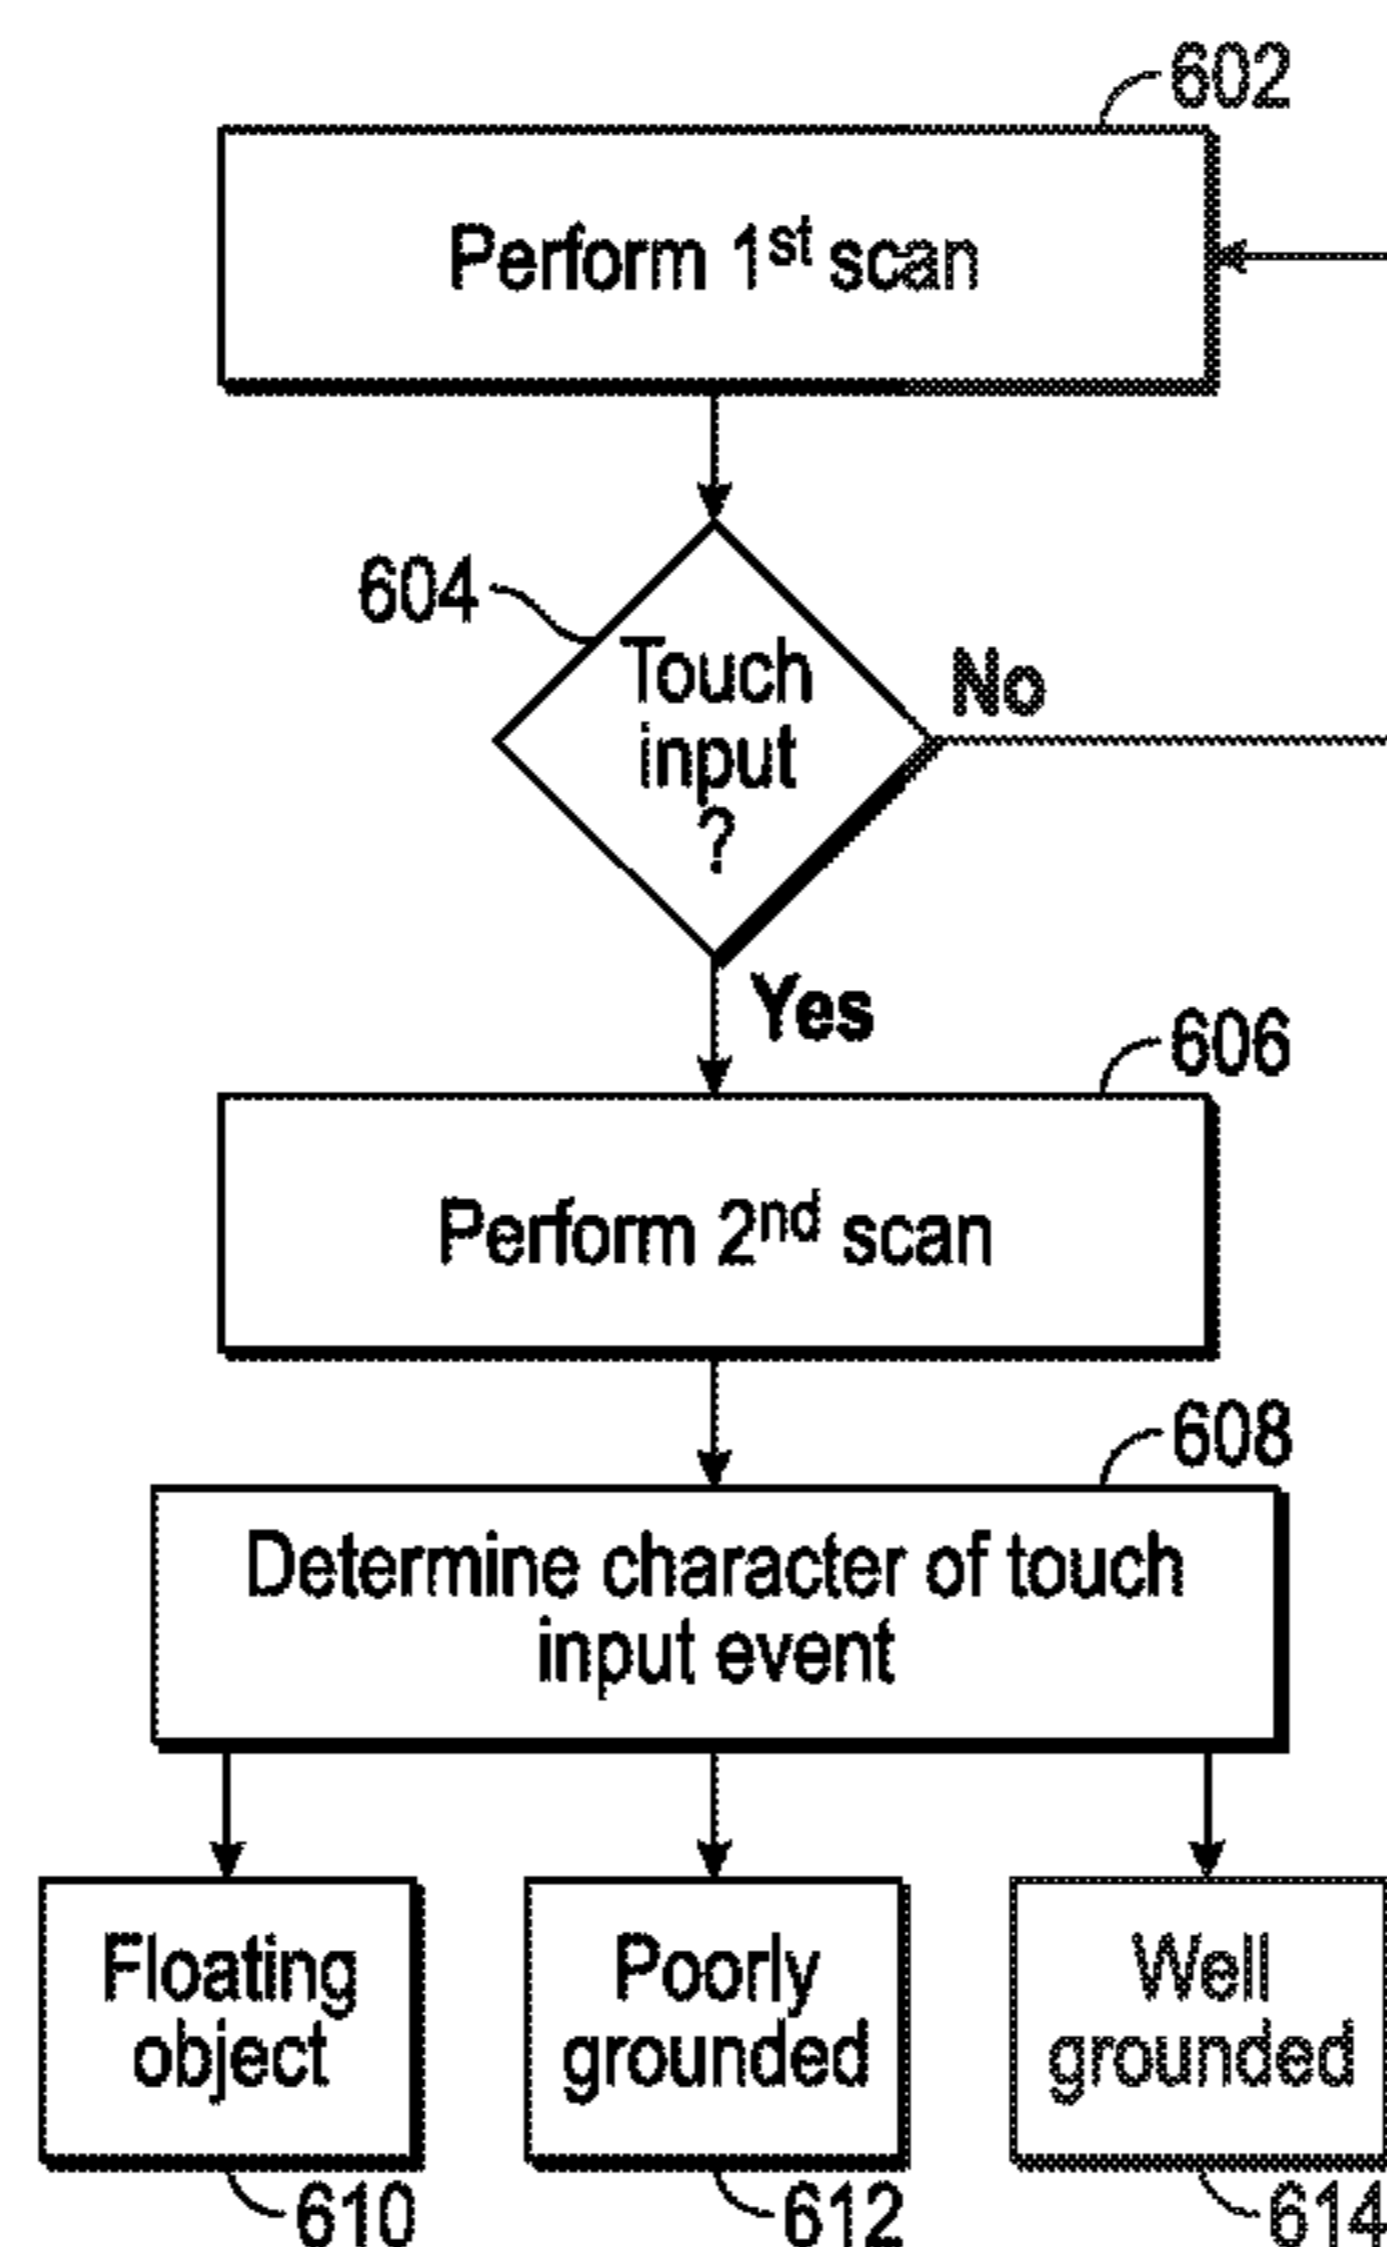 602
Perform 1st scan
604
Touch
input
?
No
Yes
606
Perform 2nd scan
608
Determine character of touch
input event
Floating
object
Poorly
grounded
Well
grounded
610
612
614